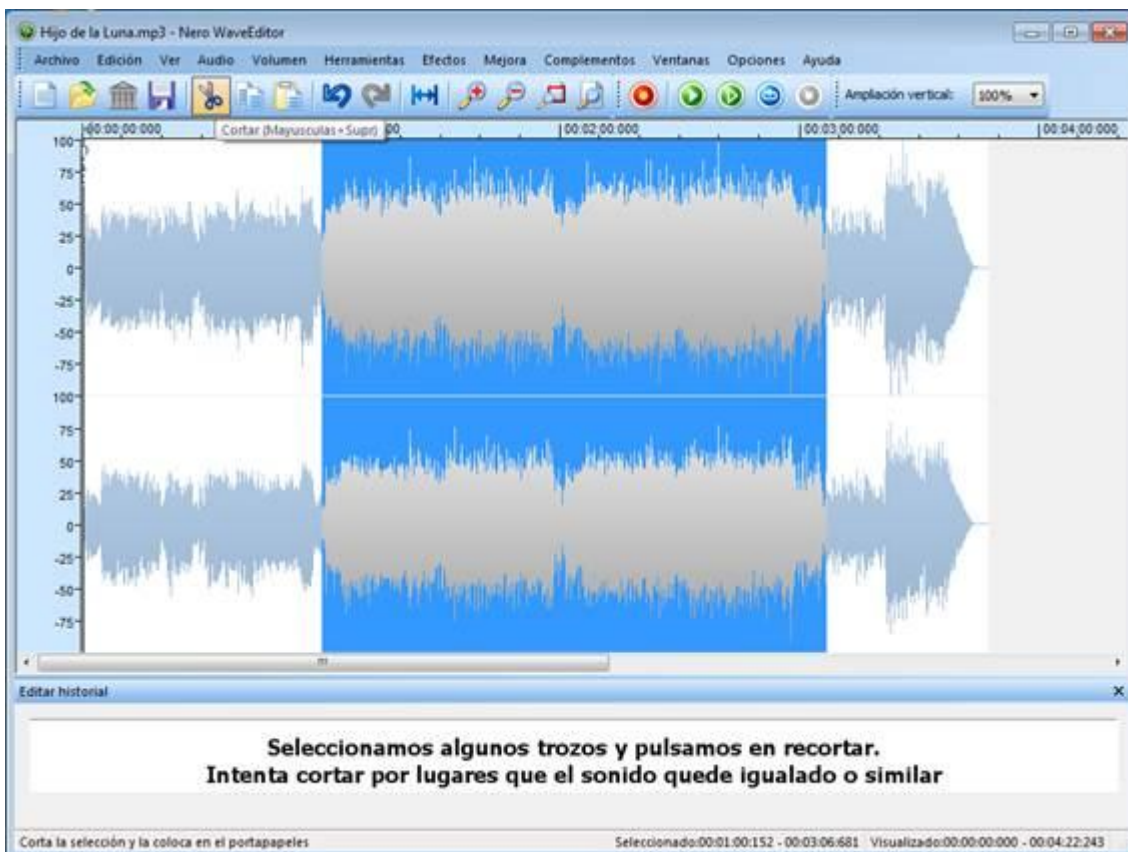 Hijo de la Luna.mp3 - Nero WaveEditor
Archivo Edición Ver Audio Volumen Herramientas Efectos Mejora Complementos Ventanas Opciones Ayuda
Ampliación vertical: 100%
Cortar (Mayusculas+Supr)
00:00:00:000 00 00:02:00:000 00:03:00:000 00:04:00:000
100
75
50
25
0
-25
-50
-75
100
75
50
25
0
-25
-50
-75
Editar historial
Seleccionamos algunos trozos y pulsamos en recortar.
Intenta cortar por lugares que el sonido quede igualado o similar
Corta la selección y la coloca en el portapapeles Seleccionado:00:01:00:152 - 00:03:06:681 Visualizado:00:00:00:000 - 00:04:22:243